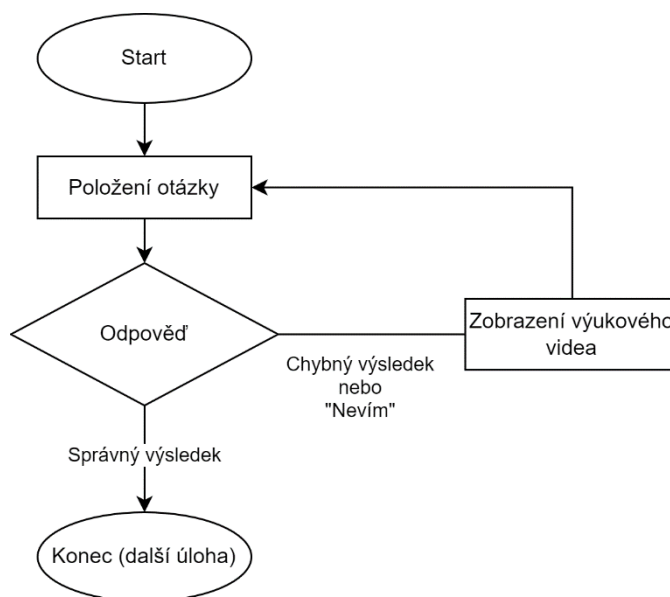 Start
Položení otázky
Odpověď
Zobrazení výukového
videa
Chybný výsledek
nebo
"Nevím"
Správný výsledek
Konec (další úloha)